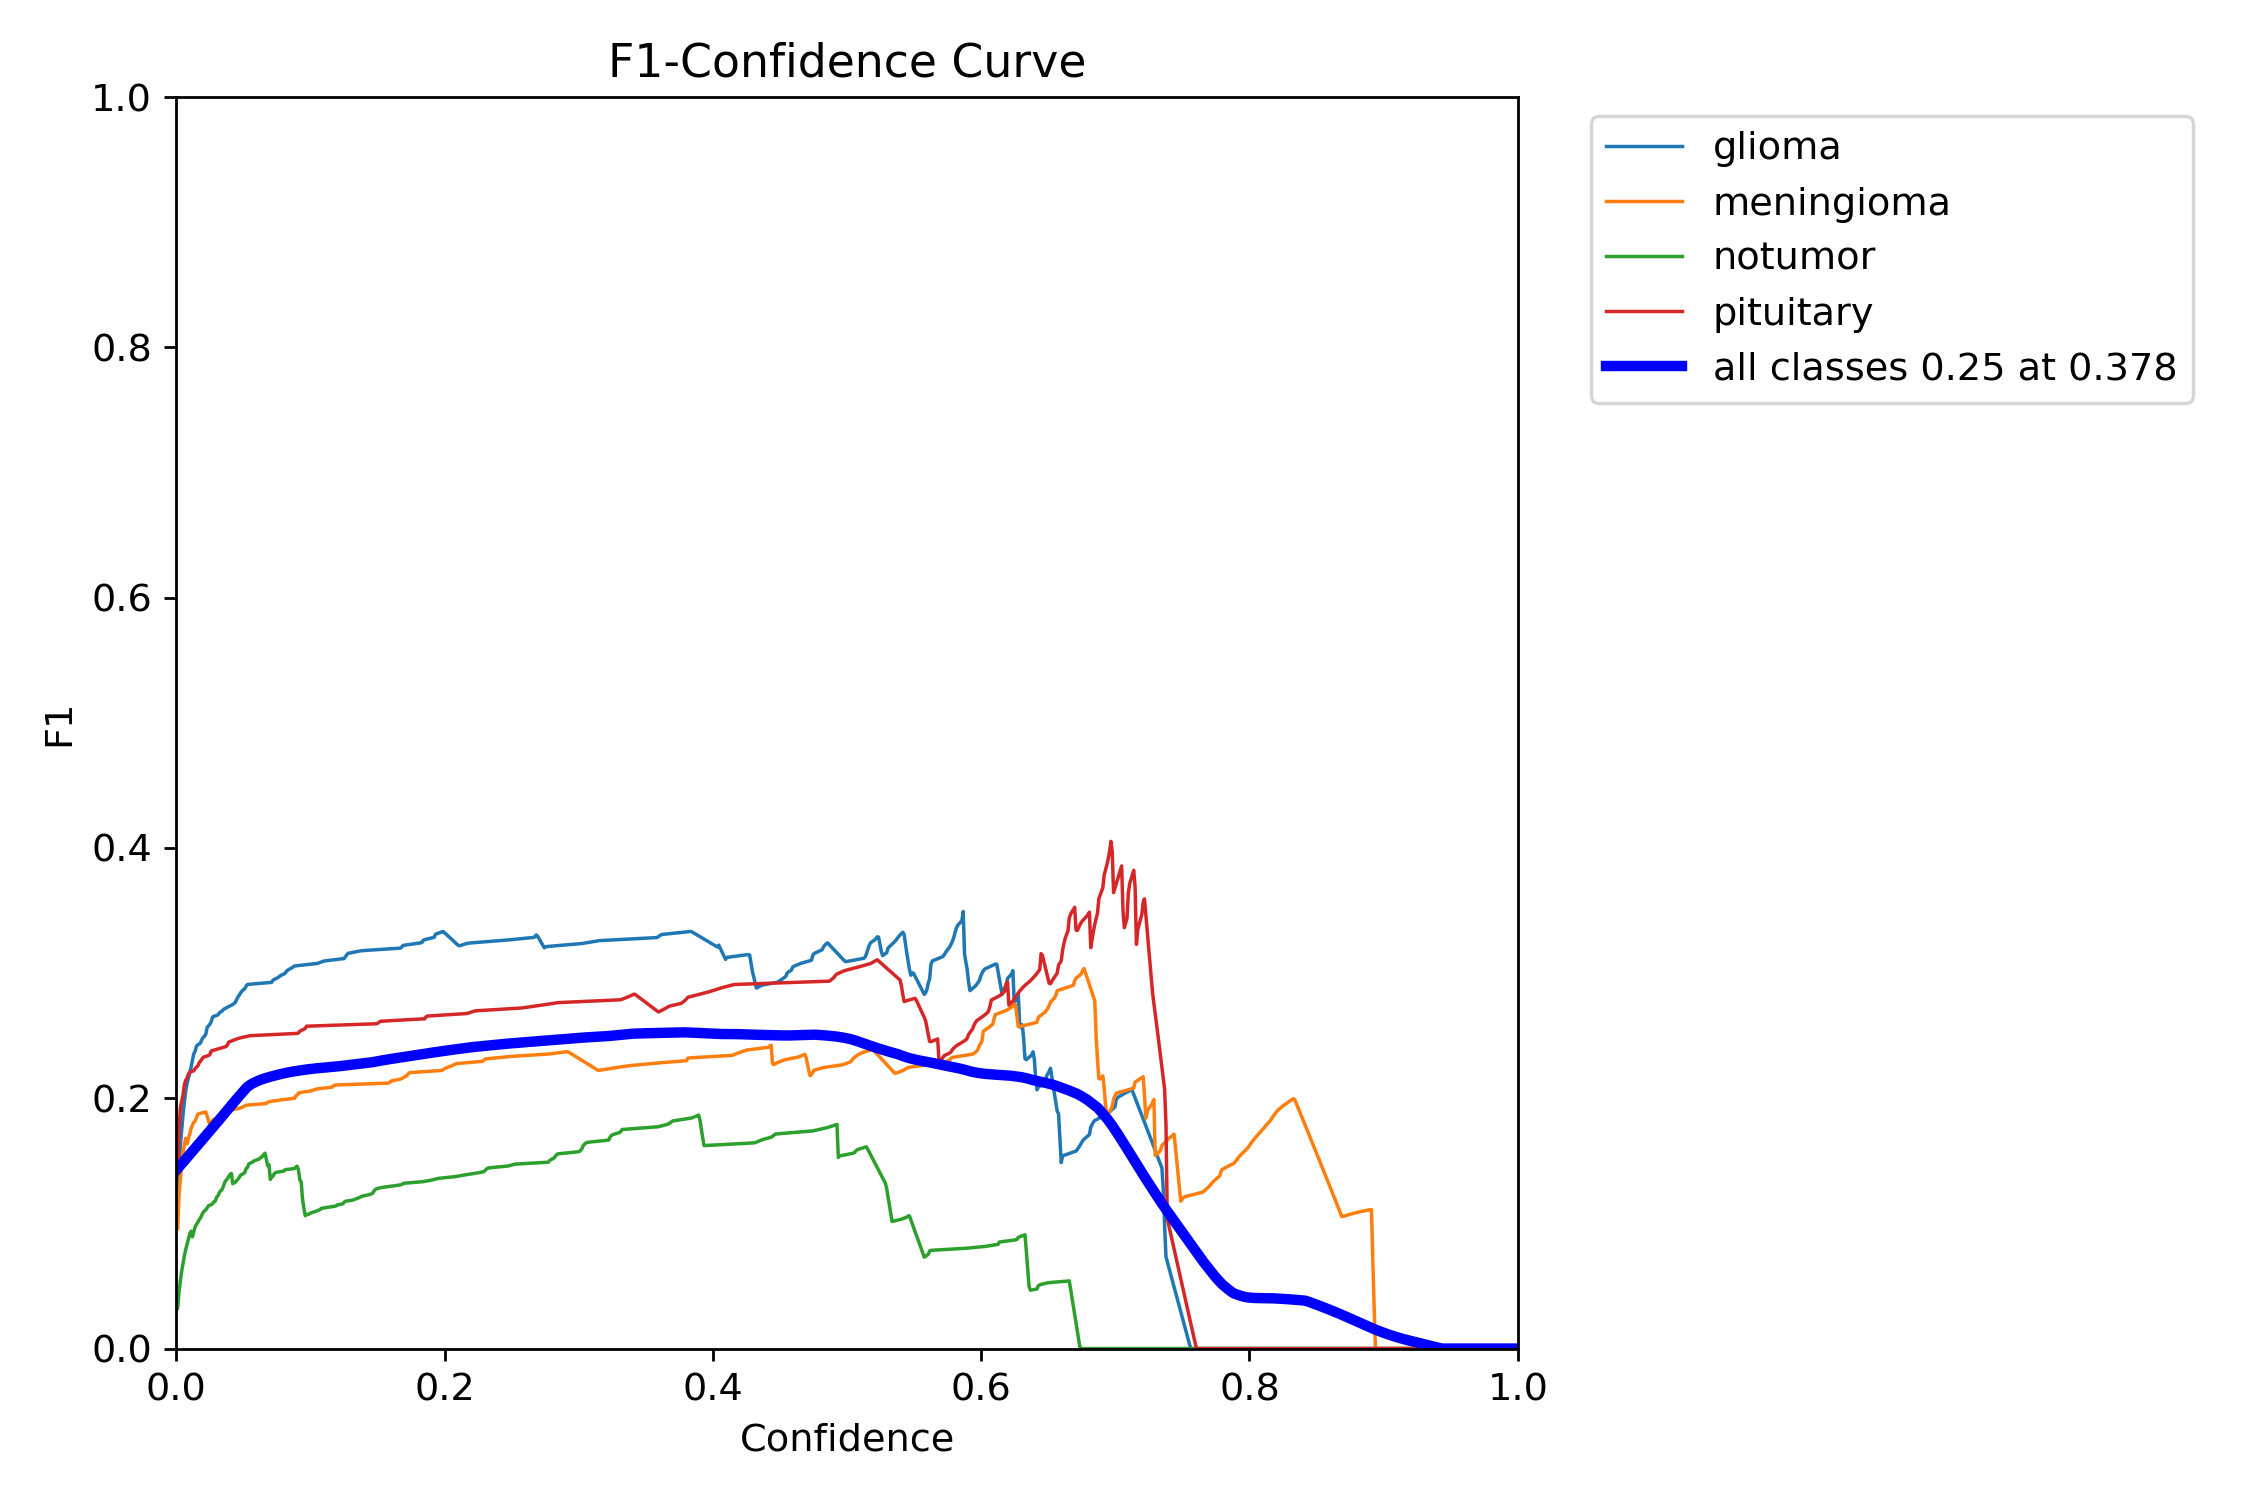 F1-Confidence Curve
1.0
0.8
0.6
0.4
0.2
0.0
F1
0.0 0.2 0.4 0.6 0.8 1.0
Confidence
glioma
meningioma
notumor
pituitary
all classes 0.25 at 0.378